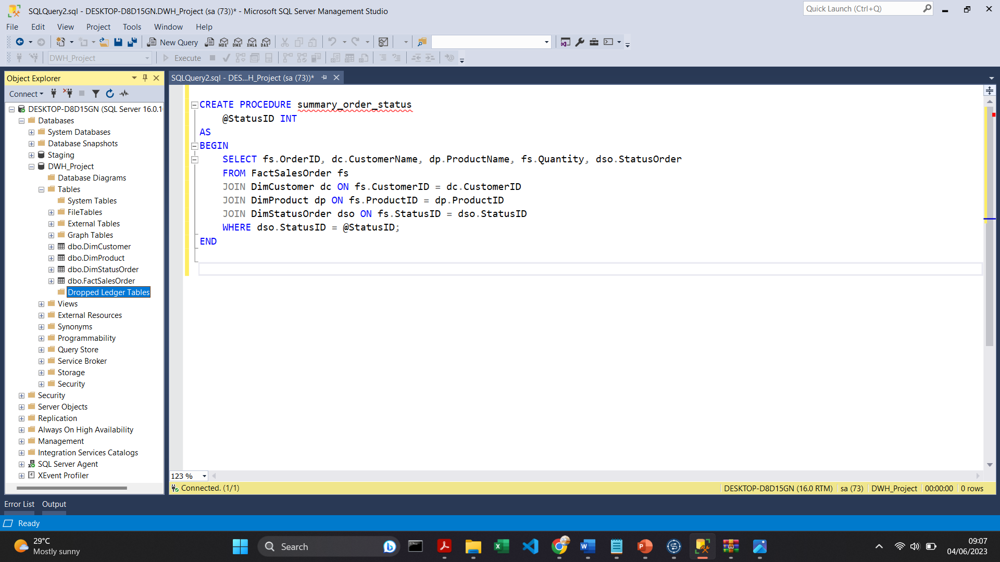 SQLQuery2.sql - DESKTOP-D8D15GN.DWH_Project (sa (73))* - Microsoft SQL Server Management Studio
Quick Launch (Ctrl+Q)
File Edit View Project Tools Window Help
New Query MDX DMX XMLA DAX
DWH_Project Execute
Object Explorer
Connect
DESKTOP-D8D15GN (SQL Server 16.0.10
Databases
System Databases
Database Snapshots
Staging
DWH_Project
Database Diagrams
Tables
System Tables
FileTables
External Tables
Graph Tables
dbo.DimCustomer
dbo.DimProduct
dbo.DimStatusOrder
dbo.FactSalesOrder
Dropped Ledger Tables
Views
External Resources
Synonyms
Programmability
Query Store
Service Broker
Storage
Security
Security
Server Objects
Replication
Always On High Availability
Management
Integration Services Catalogs
SQL Server Agent
XEvent Profiler
SQLQuery2.sql - DES...H_Project (sa (73))*
CREATE PROCEDURE summary_order_status
@StatusID INT
AS
BEGIN
SELECT fs.OrderID, dc.CustomerName, dp.ProductName, fs.Quantity, dso.StatusOrder
FROM FactSalesOrder fs
JOIN DimCustomer dc ON fs.CustomerID = dc.CustomerID
JOIN DimProduct dp ON fs.ProductID = dp.ProductID
JOIN DimStatusOrder dso ON fs.StatusID = dso.StatusID
WHERE dso.StatusID = @StatusID;
END
123 %
Connected. (1/1)
DESKTOP-D8D15GN (16.0 RTM) sa (73) DWH_Project 00:00:00 0 rows
Error List Output
Ready
29°C
Mostly sunny
Search
09:07
04/06/2023